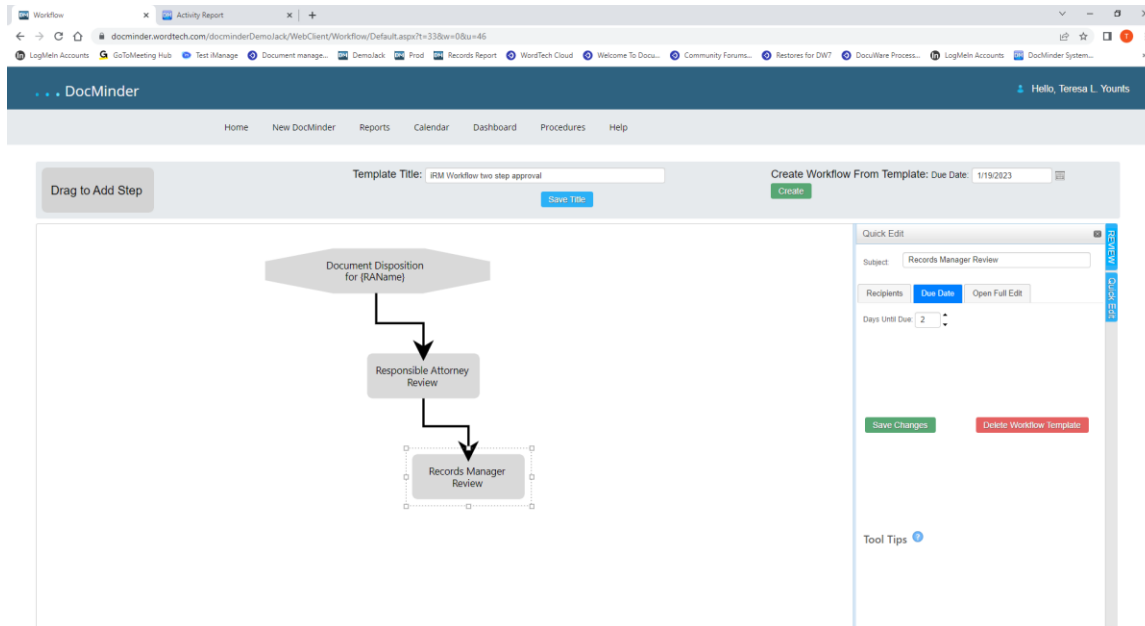 Workflow
Activity Report
docminder.wordtech.com/docminderDemoJack/WebClient/Workflow/Default.aspx?t=33&w=0&u=46
LogMeIn Accounts GoToMeeting Hub Test iManage Document manage... DemoJack Prod Records Report WordTech Cloud Welcome To Docu... Community Forums... Restores for DW7 DocuWare Process... LogMeIn Accounts DocMinder System...
... DocMinder
Hello, Teresa L. Younts
Home New DocMinder Reports Calendar Dashboard Procedures Help
Drag to Add Step
Template Title: iRM Workflow two step approval
Save Title
Create Workflow From Template: Due Date: 1/19/2023
Create
Document Disposition
for {RAName}
Responsible Attorney
Review
Records Manager
Review
Quick Edit
Subject: Records Manager Review
Recipients Due Date Open Full Edit
Days Until Due: 2
Save Changes Delete Workflow Template
Tool Tips ?
REVIEW
Quick Edit